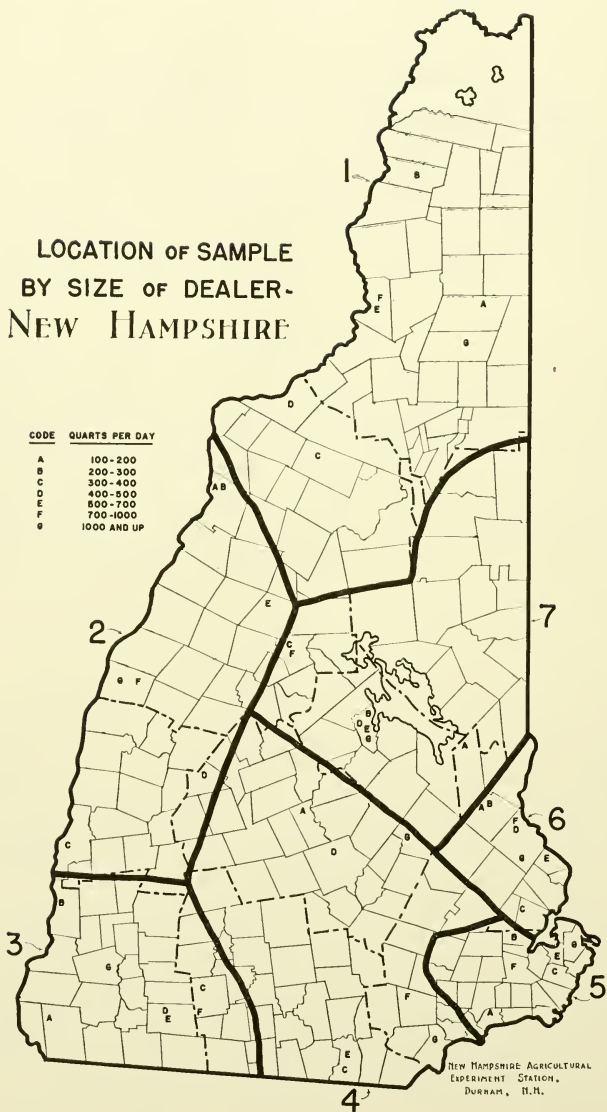 LOCATION OF SAMPLE
BY SIZE OF DEALER-
NEW HAMPSHIRE
CODE QUARTS PER DAY
A 100-200
B 200-300
C 300-400
D 400-500
E 500-700
F 700-1000
G 1000 AND UP
1
B
F
E
A
G
D
C
A B
E
2
7
C
F
G F
B
D E
G
A
D
A
A B
F
D
6
G
D
G
E
C
C
B
3
G
C
F
D
E
A
B
F
E
G
C
5
F
A
G
E
C
4
NEW HAMPSHIRE AGRICULTURAL
EXPERIMENT STATION,
DURHAM, N.H.